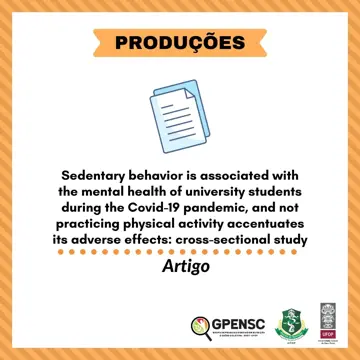 PRODUÇÕES
Sedentary behavior is associated with
the mental health of university students
during the Covid-19 pandemic, and not
practicing physical activity accentuates
its adverse effects: cross-sectional study
Artigo
GPENSC
UFOP